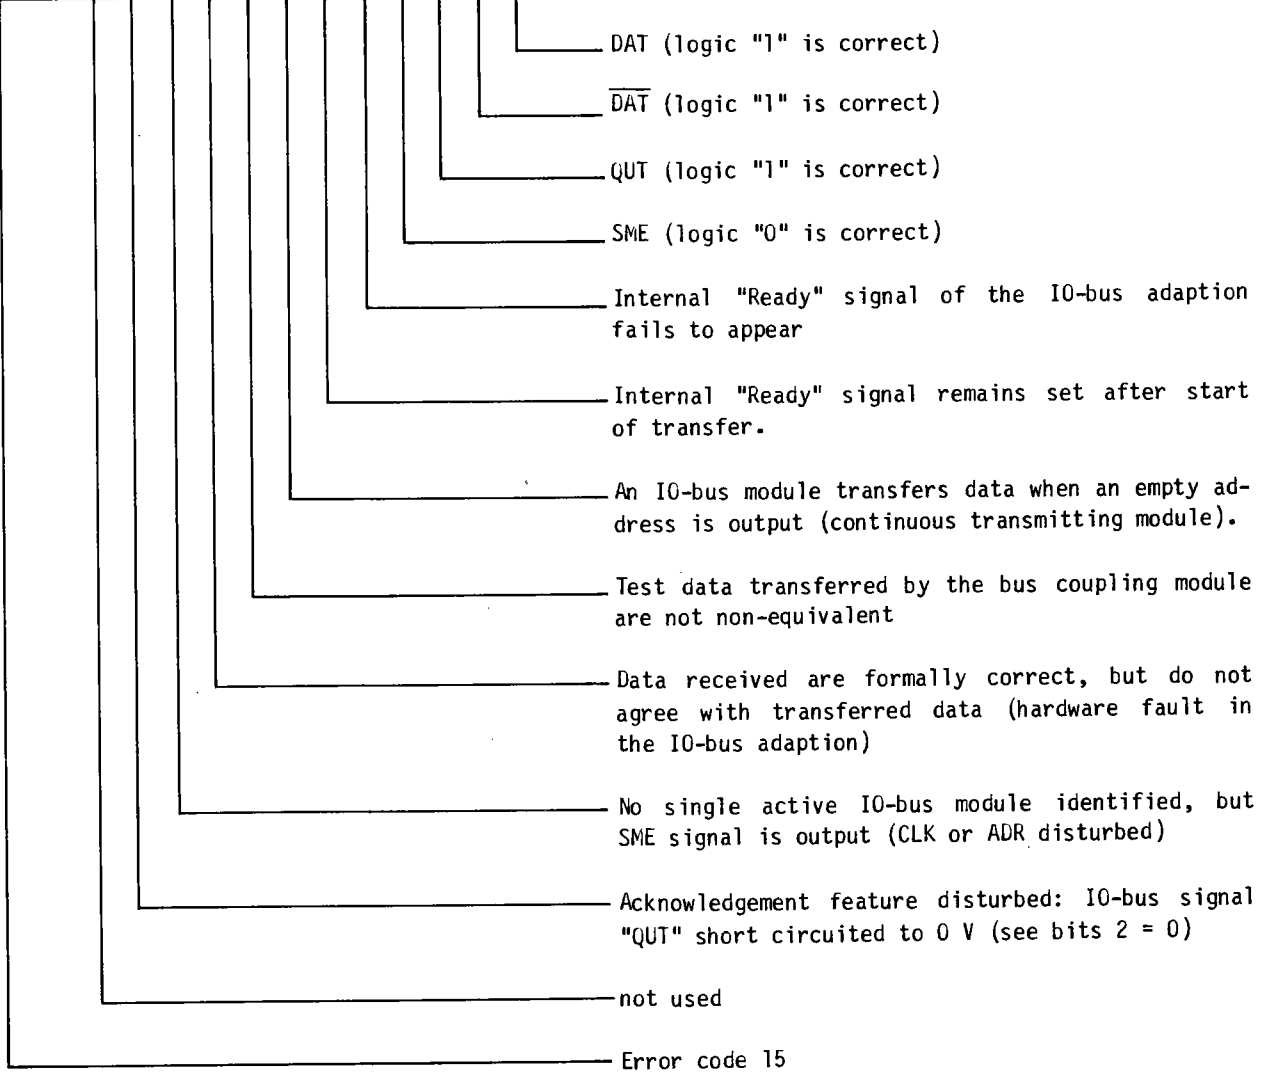 DAT (logic "1" is correct)
D̅A̅T̅ (logic "1" is correct)
QUT (logic "1" is correct)
SME (logic "0" is correct)
Internal "Ready" signal of the IO-bus adaption
fails to appear
Internal "Ready" signal remains set after start
of transfer.
An IO-bus module transfers data when an empty ad-
dress is output (continuous transmitting module).
Test data transferred by the bus coupling module
are not non-equivalent
Data received are formally correct, but do not
agree with transferred data (hardware fault in
the IO-bus adaption)
No single active IO-bus module identified, but
SME signal is output (CLK or ADR disturbed)
Acknowledgement feature disturbed: IO-bus signal
"QUT" short circuited to 0 V (see bits 2 = 0)
not used
Error code 15